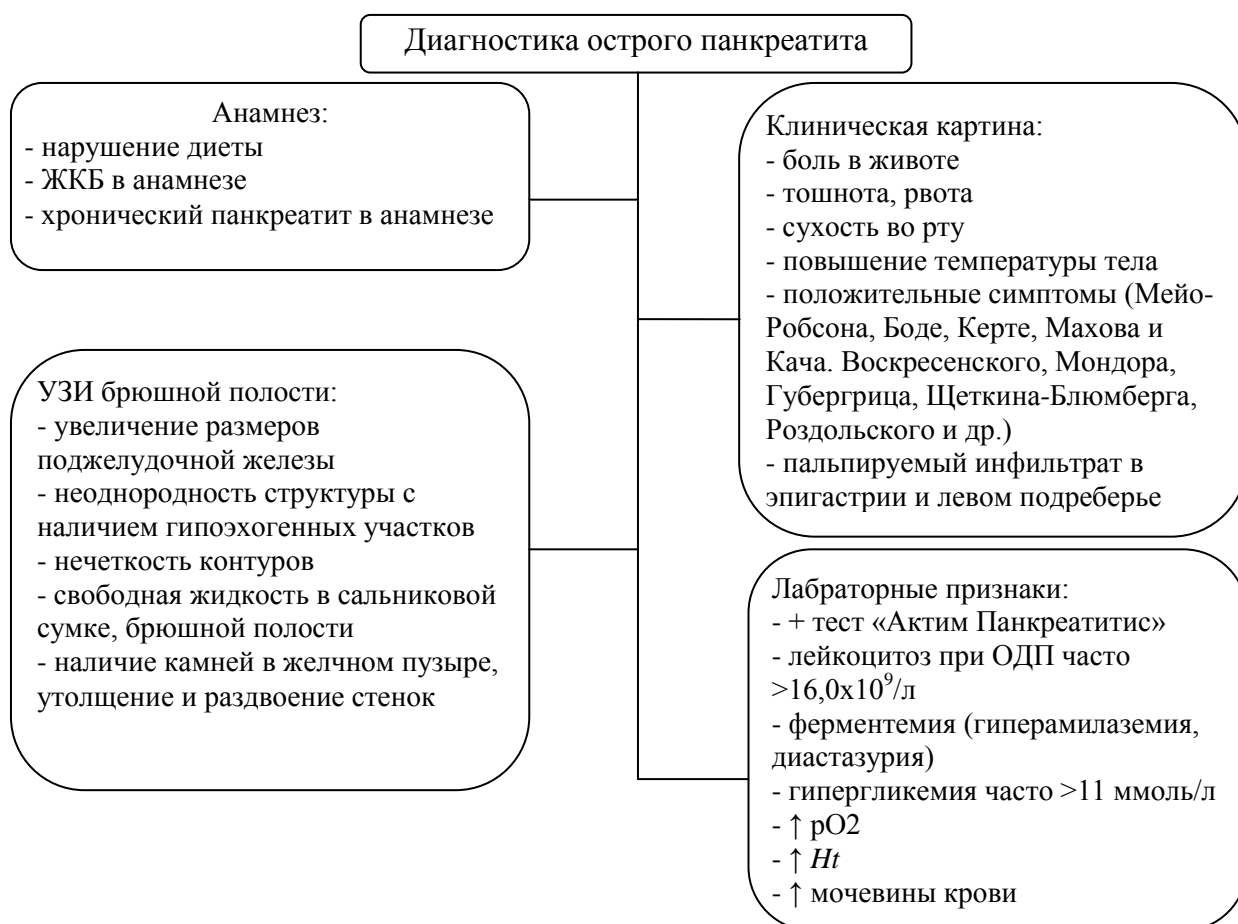 Диагностика острого панкреатита
Анамнез:
- нарушение диеты
- ЖКБ в анамнезе
- хронический панкреатит в анамнезе
Клиническая картина:
- боль в животе
- тошнота, рвота
- сухость во рту
- повышение температуры тела
- положительные симптомы (Мейо-
Робсона, Боде, Керте, Махова и
Кача. Воскресенского, Мондора,
Губергрица, Щеткина-Блюмберга,
Роздольского и др.)
- пальпируемый инфильтрат в
эпигастрии и левом подреберье
УЗИ брюшной полости:
- увеличение размеров
поджелудочной железы
- неоднородность структуры с
наличием гипоэхогенных участков
- нечеткость контуров
- свободная жидкость в сальниковой
сумке, брюшной полости
- наличие камней в желчном пузыре,
утолщение и раздвоение стенок
Лабраторные признаки:
- + тест «Актим Панкреатитис»
- лейкоцитоз при ОДП часто
>16,0х10⁹/л
- ферментемия (гиперамилаземия,
диастазурия)
- гипергликемия часто >11 ммоль/л
- ↑ рО2
- ↑ Ht
- ↑ мочевины крови